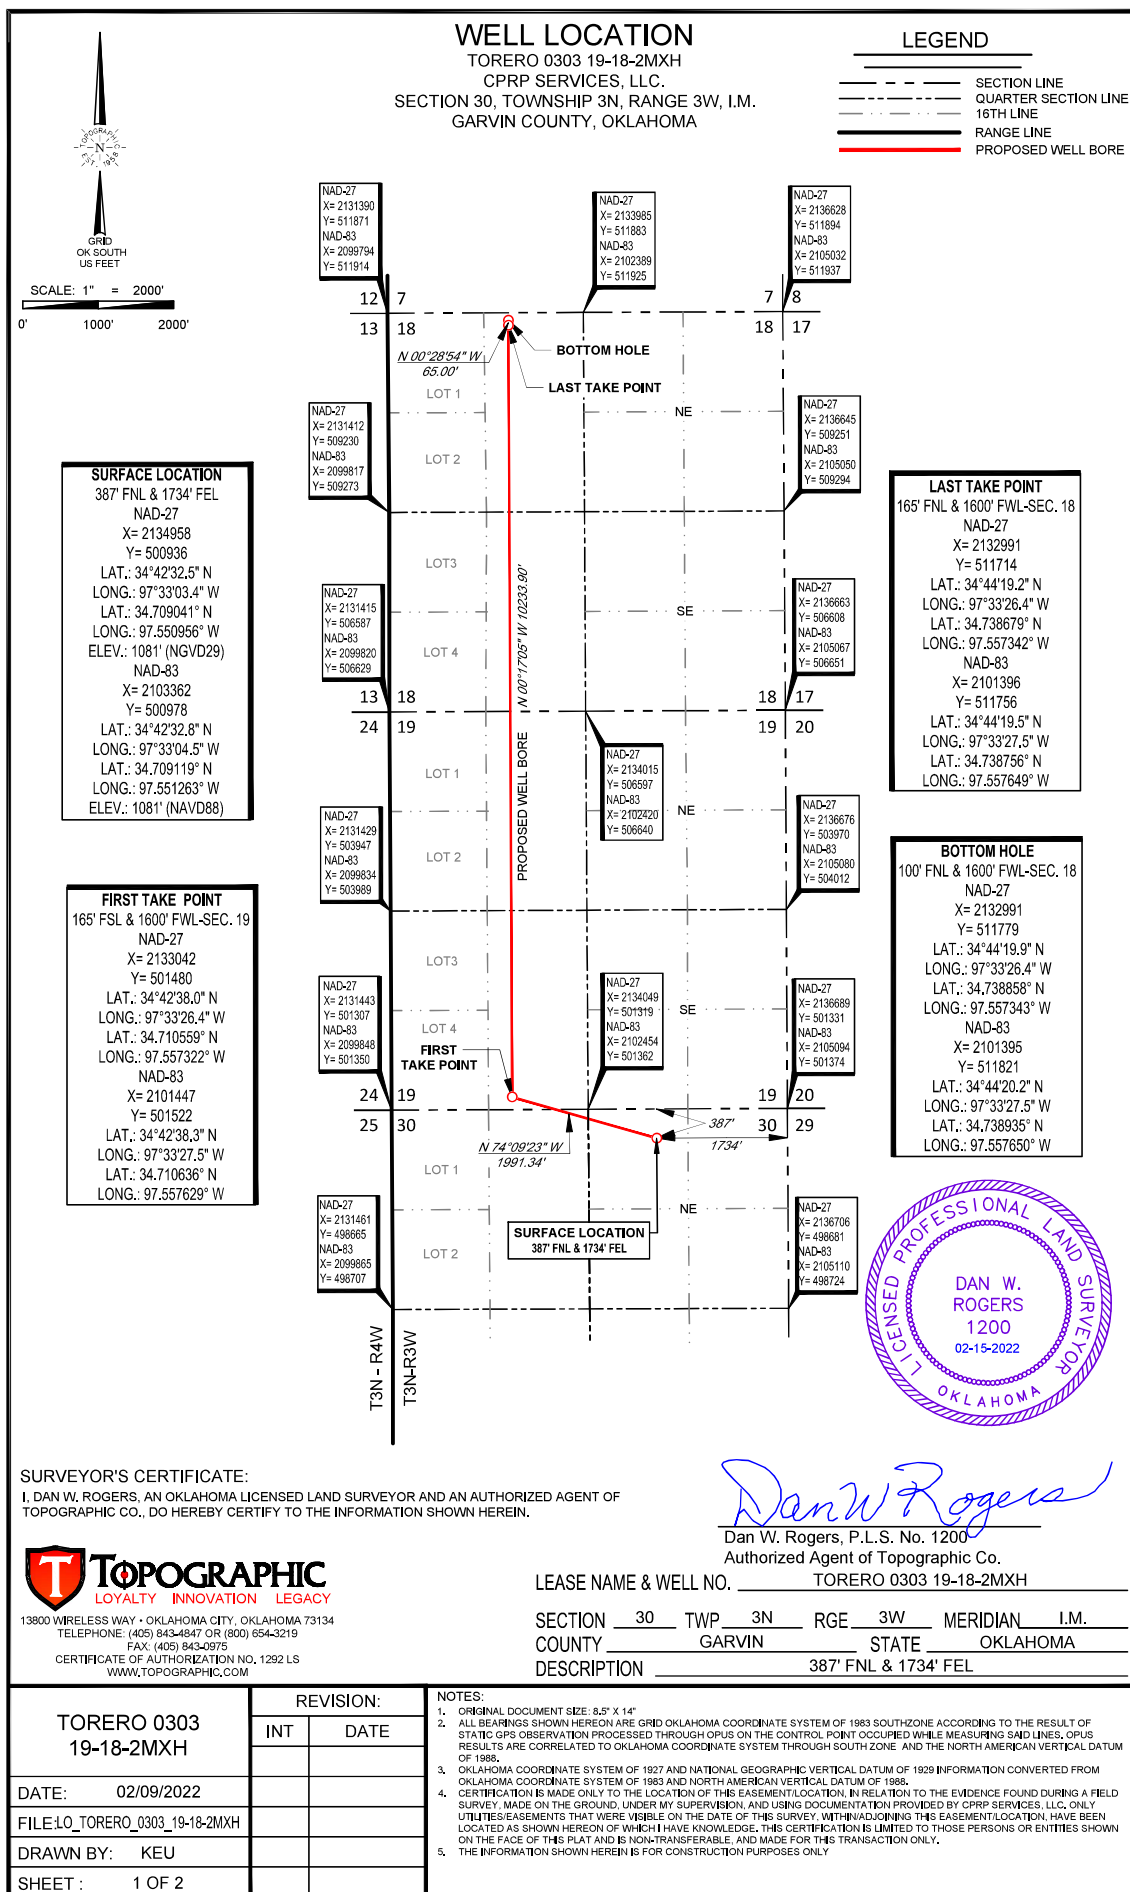 WELL LOCATION
TORERO 0303 19-18-2MXH
CPRP SERVICES, LLC.
SECTION 30, TOWNSHIP 3N, RANGE 3W, I.M.
GARVIN COUNTY, OKLAHOMA
LEGEND
SECTION LINE
QUARTER SECTION LINE
16TH LINE
RANGE LINE
PROPOSED WELL BORE
TOPOGRAPHIC
N
EST. 1958
GRID
OK SOUTH
US FEET
SCALE: 1" = 2000'
0' 1000' 2000'
NAD-27
X= 2131390
Y= 511871
NAD-83
X= 2099794
Y= 511914
NAD-27
X= 2133985
Y= 511883
NAD-83
X= 2102389
Y= 511925
NAD-27
X= 2136628
Y= 511894
NAD-83
X= 2105032
Y= 511937
12 7
13 18
7 8
18 17
N 00°28'54" W
65.00'
BOTTOM HOLE
LAST TAKE POINT
LOT 1
NE
LOT 2
NAD-27
X= 2131412
Y= 509230
NAD-83
X= 2099817
Y= 509273
NAD-27
X= 2136645
Y= 509251
NAD-83
X= 2105050
Y= 509294
SURFACE LOCATION
387' FNL & 1734' FEL
NAD-27
X= 2134958
Y= 500936
LAT.: 34°42'32.5" N
LONG.: 97°33'03.4" W
LAT.: 34.709041° N
LONG.: 97.550956° W
ELEV.: 1081' (NGVD29)
NAD-83
X= 2103362
Y= 500978
LAT.: 34°42'32.8" N
LONG.: 97°33'04.5" W
LAT.: 34.709119° N
LONG.: 97.551263° W
ELEV.: 1081' (NAVD88)
LAST TAKE POINT
165' FNL & 1600' FWL-SEC. 18
NAD-27
X= 2132991
Y= 511714
LAT.: 34°44'19.2" N
LONG.: 97°33'26.4" W
LAT.: 34.738679° N
LONG.: 97.557342° W
NAD-83
X= 2101396
Y= 511756
LAT.: 34°44'19.5" N
LONG.: 97°33'27.5" W
LAT.: 34.738756° N
LONG.: 97.557649° W
LOT3
SE
LOT 4
N 00°17'05" W 10233.90'
NAD-27
X= 2131415
Y= 506587
NAD-83
X= 2099820
Y= 506629
NAD-27
X= 2136663
Y= 506608
NAD-83
X= 2105067
Y= 506651
13 18
24 19
18 17
19 20
LOT 1
NE
LOT 2
PROPOSED WELL BORE
NAD-27
X= 2134015
Y= 506597
NAD-83
X= 2102420
Y= 506640
NAD-27
X= 2131429
Y= 503947
NAD-83
X= 2099834
Y= 503989
NAD-27
X= 2136676
Y= 503970
NAD-83
X= 2105080
Y= 504012
FIRST TAKE POINT
165' FSL & 1600' FWL-SEC. 19
NAD-27
X= 2133042
Y= 501480
LAT.: 34°42'38.0" N
LONG.: 97°33'26.4" W
LAT.: 34.710559° N
LONG.: 97.557322° W
NAD-83
X= 2101447
Y= 501522
LAT.: 34°42'38.3" N
LONG.: 97°33'27.5" W
LAT.: 34.710636° N
LONG.: 97.557629° W
BOTTOM HOLE
100' FNL & 1600' FWL-SEC. 18
NAD-27
X= 2132991
Y= 511779
LAT.: 34°44'19.9" N
LONG.: 97°33'26.4" W
LAT.: 34.738858° N
LONG.: 97.557343° W
NAD-83
X= 2101395
Y= 511821
LAT.: 34°44'20.2" N
LONG.: 97°33'27.5" W
LAT.: 34.738935° N
LONG.: 97.557650° W
LOT3
SE
LOT 4
FIRST
TAKE POINT
NAD-27
X= 2131443
Y= 501307
NAD-83
X= 2099848
Y= 501350
NAD-27
X= 2134049
Y= 501319
NAD-83
X= 2102454
Y= 501362
NAD-27
X= 2136689
Y= 501331
NAD-83
X= 2105094
Y= 501374
24 19
25 30
19 20
30 29
387'
1734'
N 74°09'23" W
1991.34'
LOT 1
NE
LOT 2
SURFACE LOCATION
387' FNL & 1734' FEL
NAD-27
X= 2131461
Y= 498665
NAD-83
X= 2099865
Y= 498707
NAD-27
X= 2136706
Y= 498681
NAD-83
X= 2105110
Y= 498724
T3N - R4W
T3N-R3W
LICENSED PROFESSIONAL LAND SURVEYOR
DAN W.
ROGERS
1200
02-15-2022
OKLAHOMA
SURVEYOR'S CERTIFICATE:
I, DAN W. ROGERS, AN OKLAHOMA LICENSED LAND SURVEYOR AND AN AUTHORIZED AGENT OF
TOPOGRAPHIC CO., DO HEREBY CERTIFY TO THE INFORMATION SHOWN HEREIN.
Dan W Rogers
Dan W. Rogers, P.L.S. No. 1200
Authorized Agent of Topographic Co.
T TOPOGRAPHIC
LOYALTY INNOVATION LEGACY
13800 WIRELESS WAY • OKLAHOMA CITY, OKLAHOMA 73134
TELEPHONE: (405) 843-4847 OR (800) 654-3219
FAX: (405) 843-0975
CERTIFICATE OF AUTHORIZATION NO. 1292 LS
WWW.TOPOGRAPHIC.COM
LEASE NAME & WELL NO. TORERO 0303 19-18-2MXH
SECTION 30 TWP 3N RGE 3W MERIDIAN I.M.
COUNTY GARVIN STATE OKLAHOMA
DESCRIPTION 387' FNL & 1734' FEL
TORERO 0303
19-18-2MXH
REVISION:
INT DATE
DATE: 02/09/2022
FILE:LO_TORERO_0303_19-18-2MXH
DRAWN BY: KEU
SHEET : 1 OF 2
NOTES:
1. ORIGINAL DOCUMENT SIZE: 8.5" X 14"
2. ALL BEARINGS SHOWN HEREON ARE GRID OKLAHOMA COORDINATE SYSTEM OF 1983 SOUTHZONE ACCORDING TO THE RESULT OF
STATIC GPS OBSERVATION PROCESSED THROUGH OPUS ON THE CONTROL POINT OCCUPIED WHILE MEASURING SAID LINES. OPUS
RESULTS ARE CORRELATED TO OKLAHOMA COORDINATE SYSTEM THROUGH SOUTH ZONE AND THE NORTH AMERICAN VERTICAL DATUM
OF 1988.
3. OKLAHOMA COORDINATE SYSTEM OF 1927 AND NATIONAL GEOGRAPHIC VERTICAL DATUM OF 1929 INFORMATION CONVERTED FROM
OKLAHOMA COORDINATE SYSTEM OF 1983 AND NORTH AMERICAN VERTICAL DATUM OF 1988.
4. CERTIFICATION IS MADE ONLY TO THE LOCATION OF THIS EASEMENT/LOCATION, IN RELATION TO THE EVIDENCE FOUND DURING A FIELD
SURVEY, MADE ON THE GROUND, UNDER MY SUPERVISION, AND USING DOCUMENTATION PROVIDED BY CPRP SERVICES, LLC. ONLY
UTILITIES/EASEMENTS THAT WERE VISIBLE ON THE DATE OF THIS SURVEY, WITHIN/ADJOINING THIS EASEMENT/LOCATION, HAVE BEEN
LOCATED AS SHOWN HEREON OF WHICH I HAVE KNOWLEDGE. THIS CERTIFICATION IS LIMITED TO THOSE PERSONS OR ENTITIES SHOWN
ON THE FACE OF THIS PLAT AND IS NON-TRANSFERABLE, AND MADE FOR THIS TRANSACTION ONLY.
5. THE INFORMATION SHOWN HEREIN IS FOR CONSTRUCTION PURPOSES ONLY